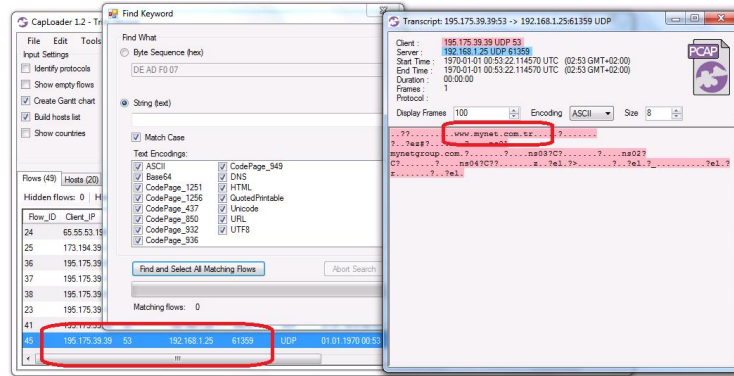 CapLoader 1.2 - Tr
File Edit Tools
Input Settings
Identify protocols
Show empty flows
Create Gantt chart
Build hosts list
Show countries
Flows (49) Hosts (20)
Hidden flows: 0 H
Flow_ID Client_IP
24 65.55.53.19
25 173.194.39
36 195.175.39
37 195.175.39
38 195.175.39
23 195.175.39
41
45 195.175.39.39 53 192.168.1.25 61359 UDP 01.01.1970 00:53
Find Keyword
Find What
Byte Sequence (hex)
DE AD F0 07
String (text)
Match Case
Text Encodings:
ASCII
Base64
CodePage_1251
CodePage_1256
CodePage_437
CodePage_850
CodePage_932
CodePage_936
CodePage_949
DNS
HTML
QuotedPrintable
Unicode
URL
UTF8
Find and Select All Matching Flows Abort Search
Matching flows: 0
Transcript: 195.175.39.39:53 -> 192.168.1.25:61359 UDP
Client : 195.175.39.39 UDP 53
Server : 192.168.1.25 UDP 61359
Start Time : 1970-01-01 00:53:22.114570 UTC (02:53 GMT+02:00)
End Time : 1970-01-01 00:53:22.114570 UTC (02:53 GMT+02:00)
Duration : 00:00:00
Frames : 1
Protocol :
PCAP
Display Frames 100 Encoding ASCII Size 8
..??.......www.mynet.com.tr.....?.......
mynetgroup.com.?.......?....ns03?C?.......?....ns02?